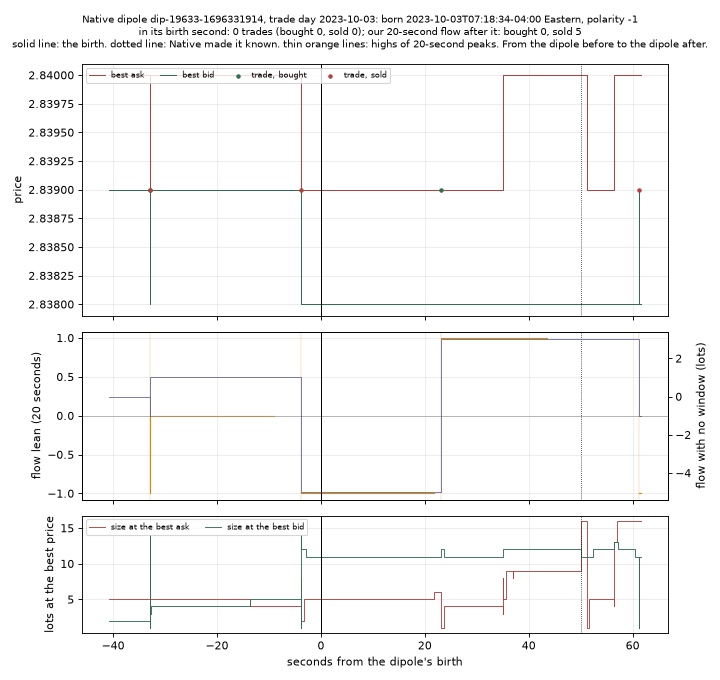 Native dipole dip-19633-1696331914, trade day 2023-10-03: born 2023-10-03T07:18:34-04:00 Eastern, polarity -1
in its birth second: 0 trades (bought 0, sold 0); our 20-second flow after it: bought 0, sold 5
solid line: the birth. dotted line: Native made it known. thin orange lines: highs of 20-second peaks. From the dipole before to the dipole after.
best ask best bid trade, bought trade, sold
2.84000
2.83975
2.83950
2.83925
2.83900
2.83875
2.83850
2.83825
2.83800
price
1.0
0.5
0.0
−0.5
−1.0
flow lean (20 seconds)
2
0
−2
−4
flow with no window (lots)
size at the best ask size at the best bid
15
10
5
lots at the best price
−40 −20 0 20 40 60
seconds from the dipole's birth